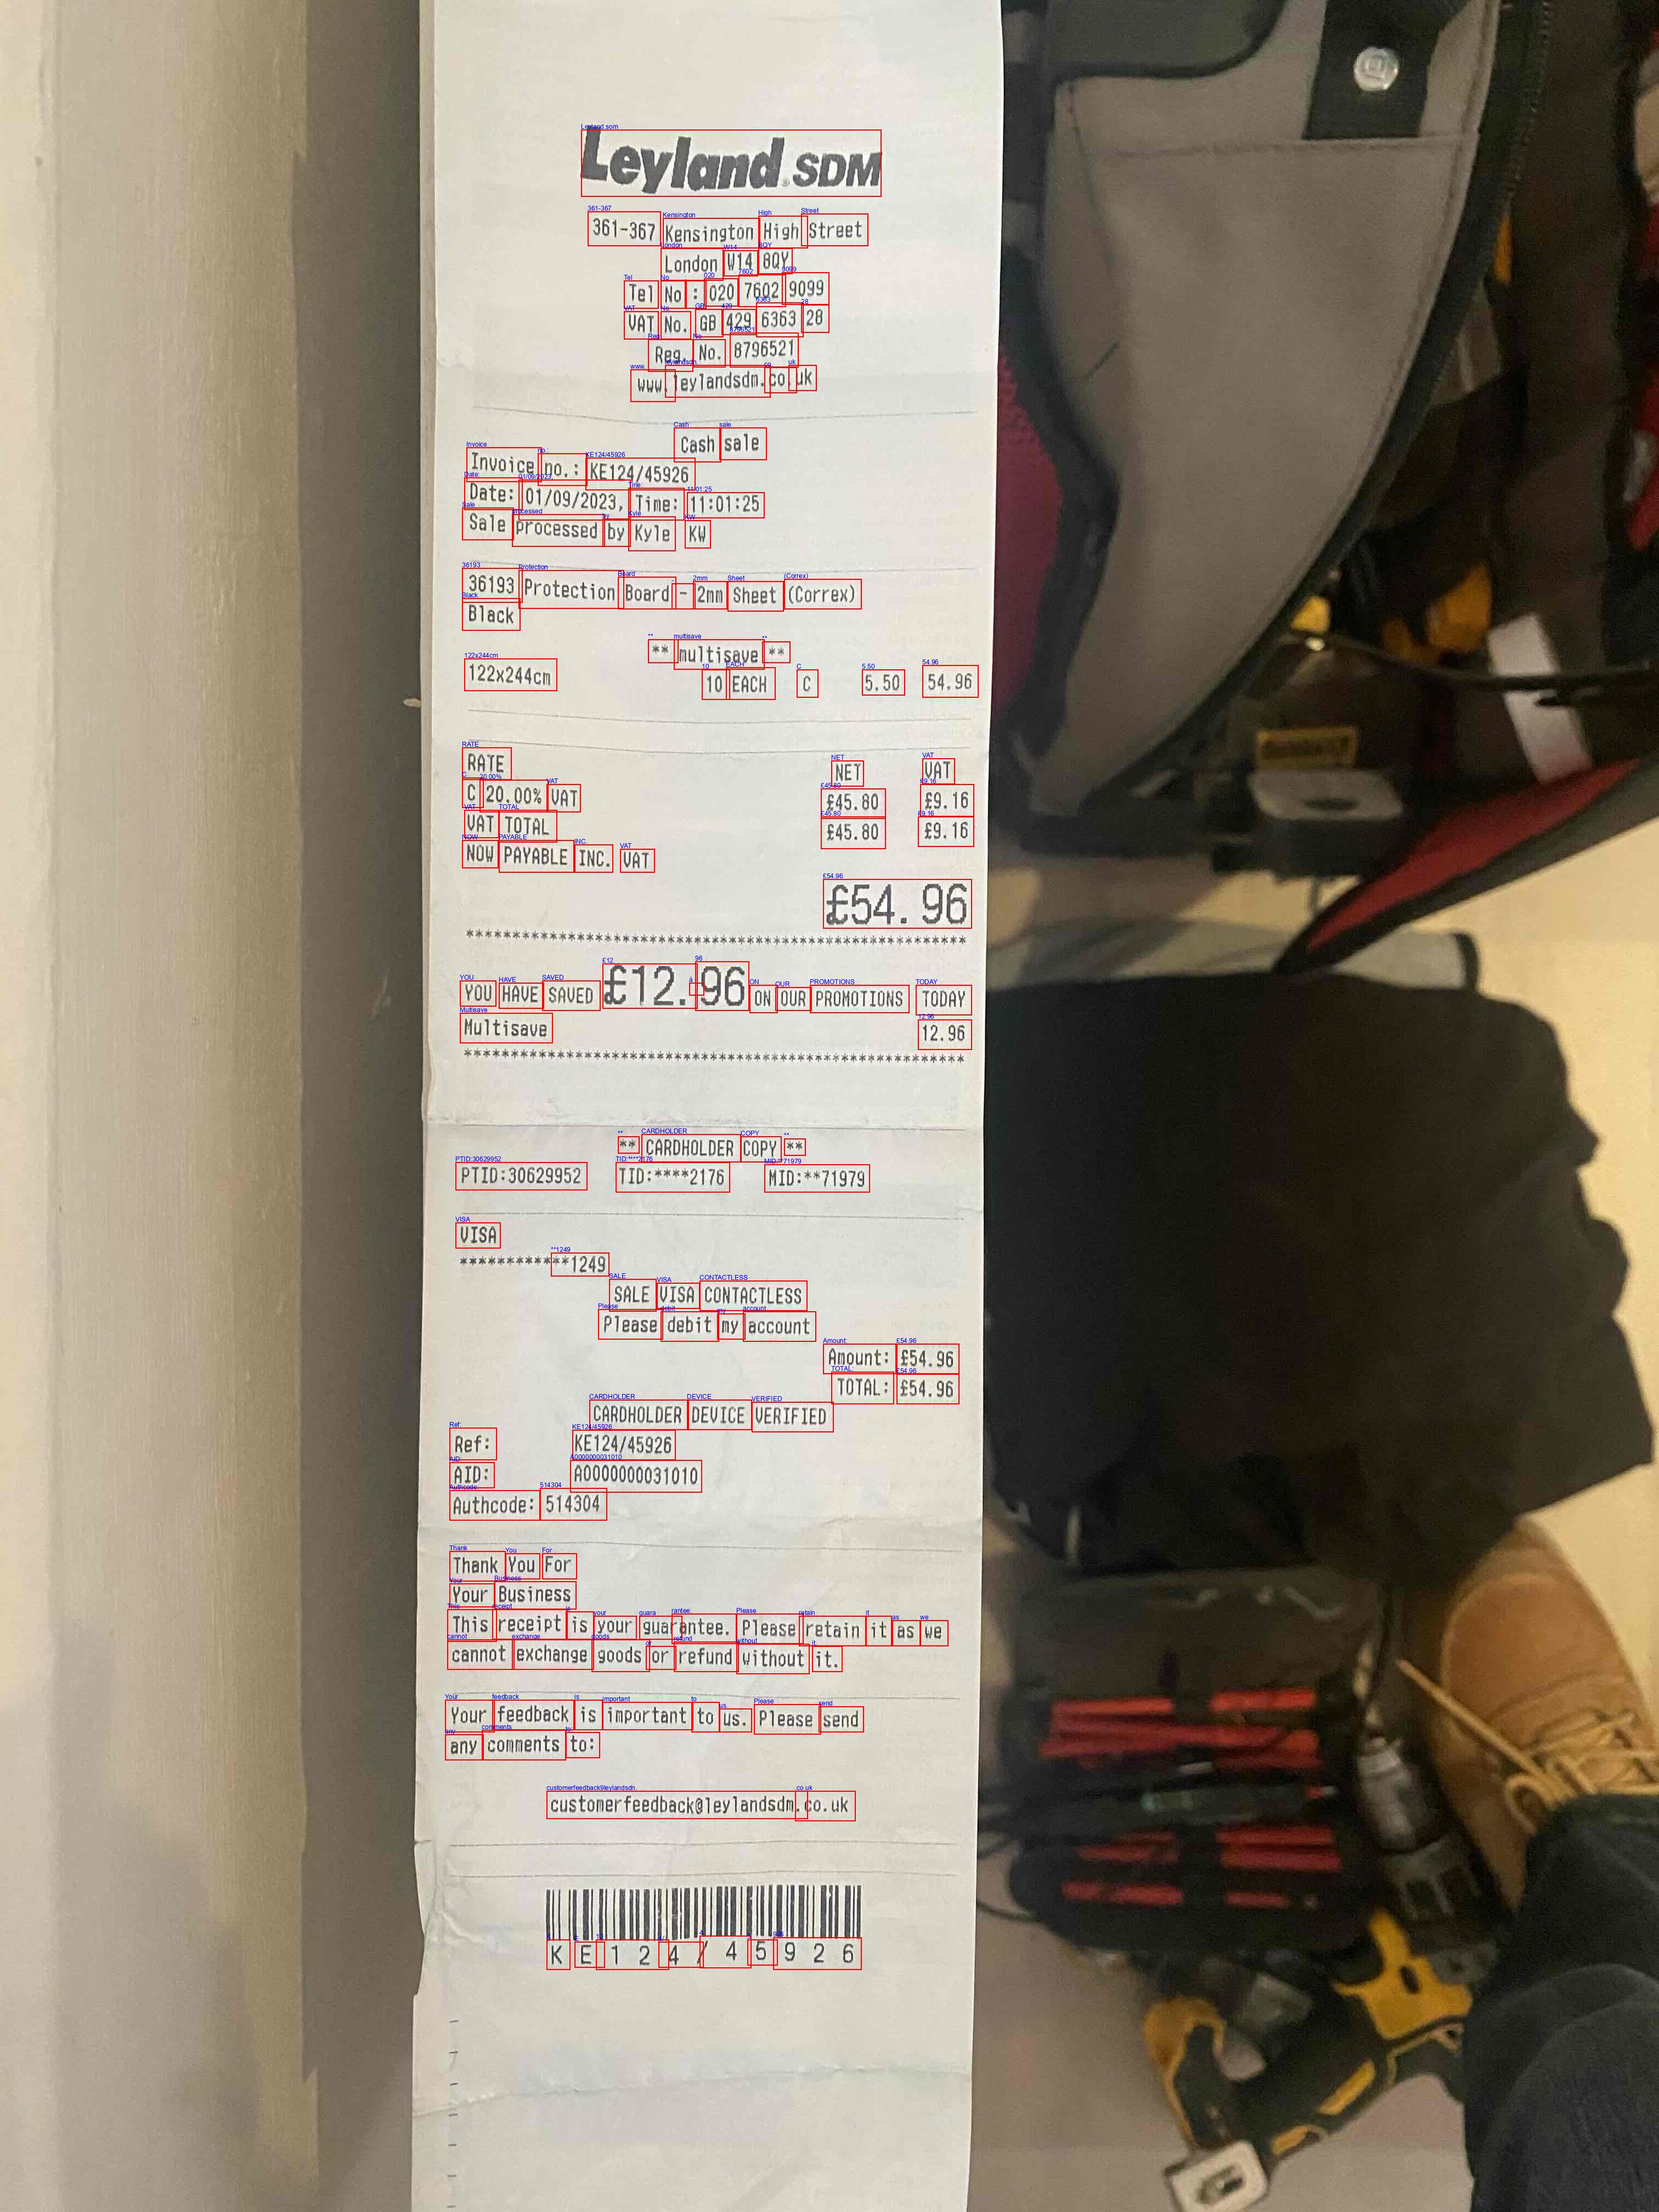 Leyland SDM
361-367 Kensington High Street
London W14 8QY
Tel No : 020 7602 9099
VAT No. GB 429 6363 28
Reg. No. 8796521
www.leylandsdm.co.uk
Cash sale
Invoice no.: KE124/45926
Date: 01/09/2023, Time: 11:01:25
Sale processed by Kyle KW
36193 Protection Board - 2mm Sheet (Correx)
Black
** multisave **
122x244cm 10 EACH C 5.50 54.96
RATE NET VAT
C 20.00% VAT £45.80 £9.16
VAT TOTAL £45.80 £9.16
NOW PAYABLE INC. VAT
£54.96
YOU HAVE SAVED £12.96 ON OUR PROMOTIONS TODAY
Multisave 12.96
** CARDHOLDER COPY **
PTID:30629952 TID:****2176 MID:**71979
VISA
************1249
SALE VISA CONTACTLESS
Please debit my account
Amount: £54.96
TOTAL: £54.96
CARDHOLDER DEVICE VERIFIED
Ref: KE124/45926
AID: A0000000031010
Authcode: 514304
Thank You For
Your Business
This receipt is your guarantee. Please retain it as we
cannot exchange goods or refund without it.
Your feedback is important to us. Please send
any comments to:
customerfeedback@leylandsdm.co.uk
KE124/45926